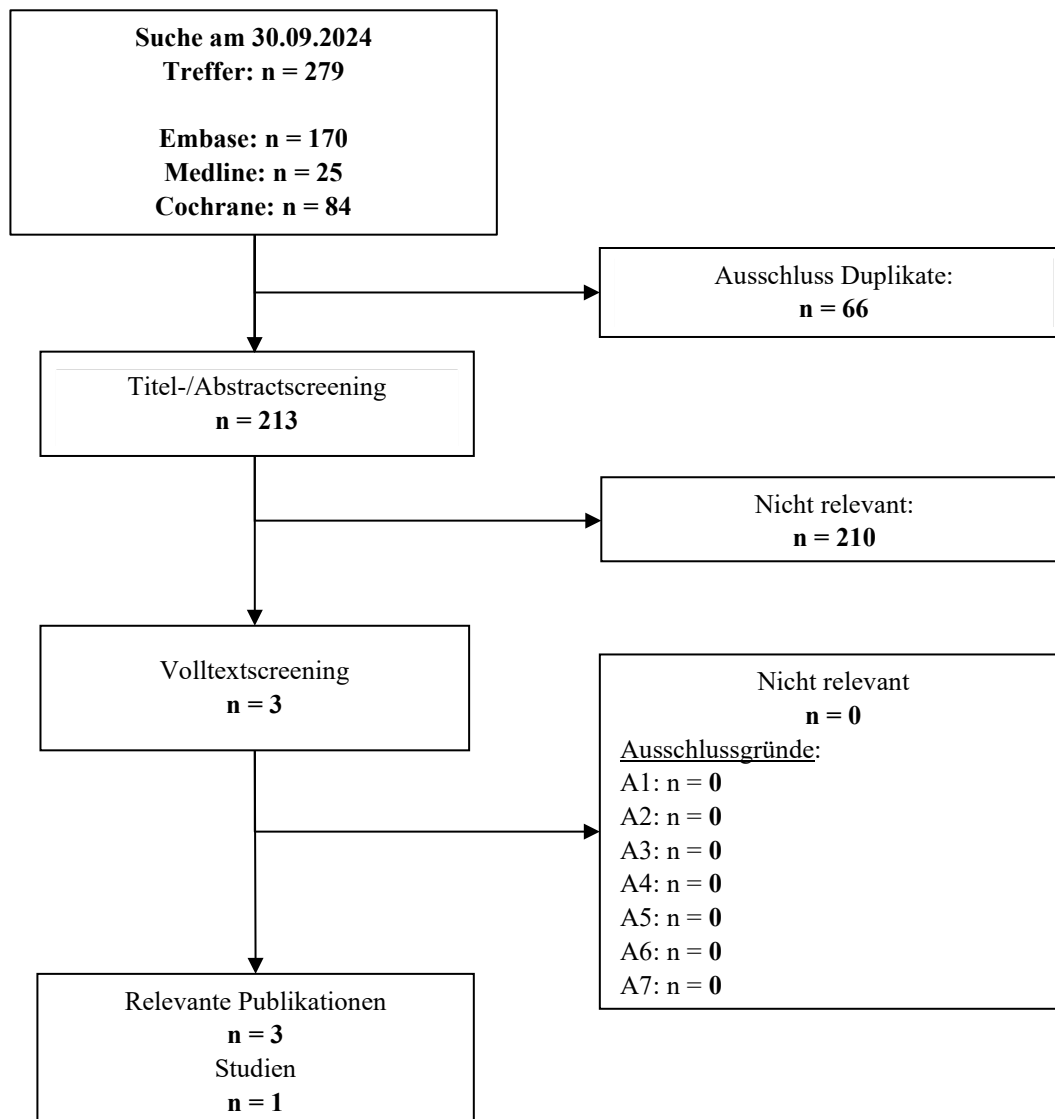 Suche am 30.09.2024
Treffer: n = 279
Embase: n = 170
Medline: n = 25
Cochrane: n = 84
Ausschluss Duplikate:
n = 66
Titel-/Abstractscreening
n = 213
Nicht relevant:
n = 210
Volltextscreening
n = 3
Nicht relevant
n = 0
Ausschlussgründe:
A1: n = 0
A2: n = 0
A3: n = 0
A4: n = 0
A5: n = 0
A6: n = 0
A7: n = 0
Relevante Publikationen
n = 3
Studien
n = 1